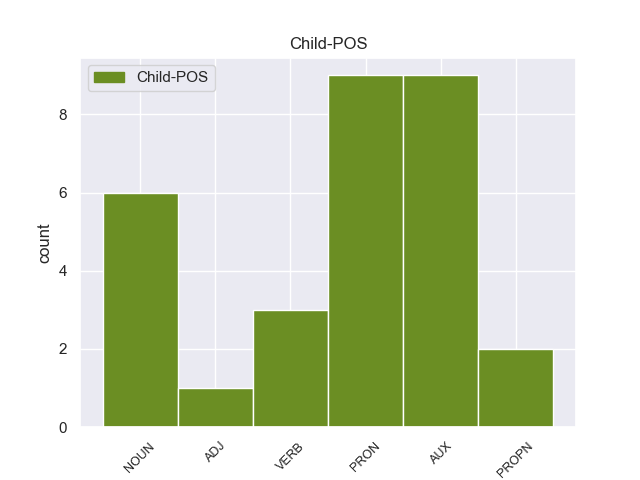 Child-POS
Child-POS
8
6
4
2
0
count
NOUN
ADJ
VERB
PRON
AUX
PROPN